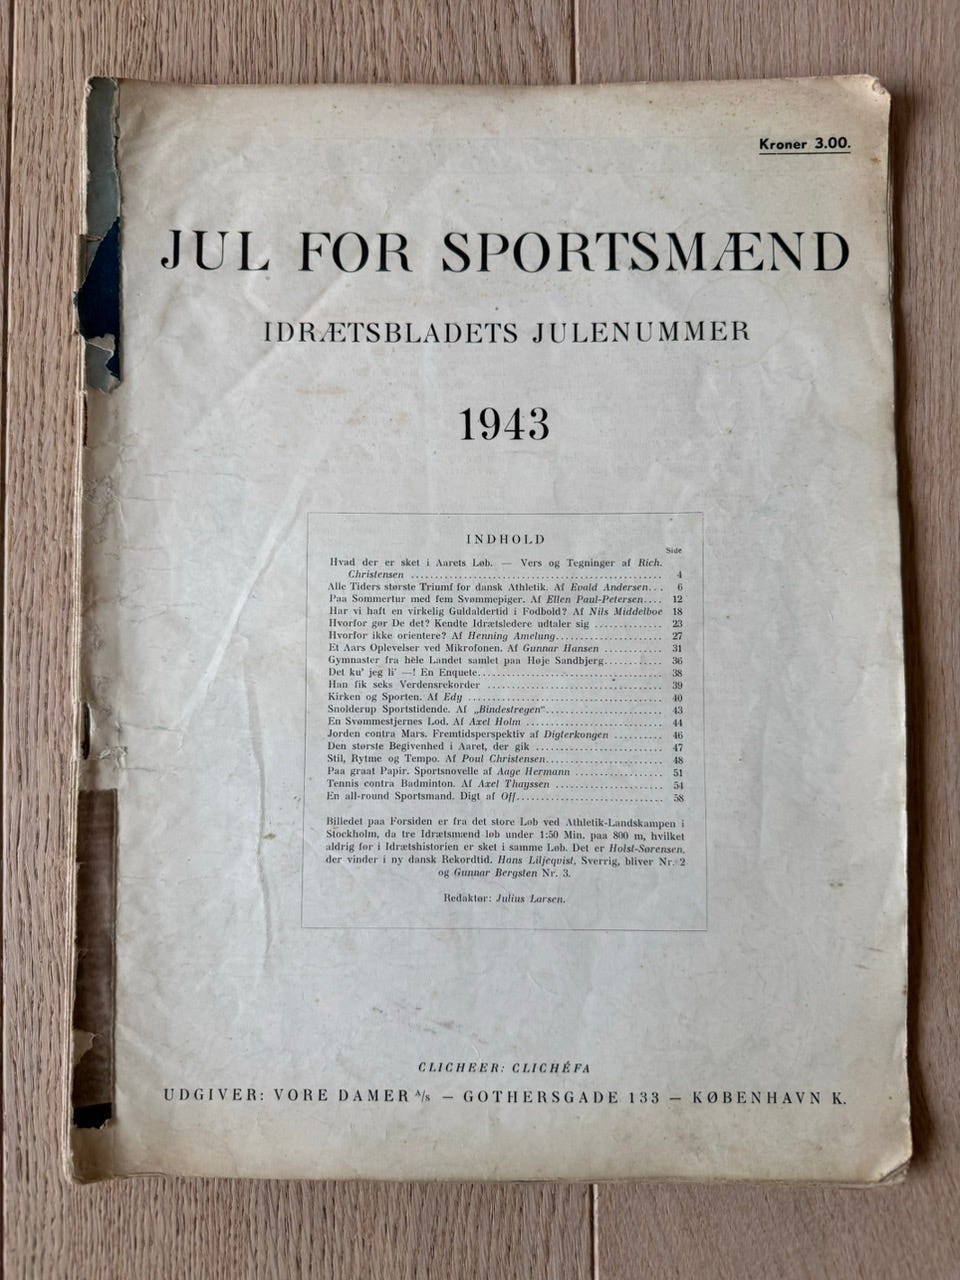 Kroner 3.00.
JUL FOR SPORTSMÆND
IDRÆTSBLADETS JULENUMMER
1943
INDHOLD
Side
Hvad der er sket i Aarets Løb. — Vers og Tegninger af Rich.
Christensen ........................................ 4
Alle Tiders største Triumf for dansk Athletik. Af Evald Andersen... 6
Paa Sommertur med fem Svømmepiger. Af Ellen Paul-Petersen.... 12
Har vi haft en virkelig Guldaldertid i Fodbold? Af Nils Middelboe 18
Hvorfor gør De det? Kendte Idrætsledere udtaler sig .............. 23
Hvorfor ikke orientere? Af Henning Amelung...................... 27
Et Aars Oplevelser ved Mikrofonen. Af Gunnar Hansen ............ 31
Gymnaster fra hele Landet samlet paa Høje Sandbjerg............ 36
Det ku' jeg li' —! En Enquete...................................... 38
Han fik seks Verdensrekorder .................................... 39
Kirken og Sporten. Af Edy ........................................ 40
Snolderup Sportstidende. Af „Bindestregen“........................ 43
En Svømmestjernes Lod. Af Axel Holm ............................ 44
Jorden contra Mars. Fremtidsperspektiv af Digterkongen .......... 46
Den største Begivenhed i Aaret, der gik .......................... 47
Stil, Rytme og Tempo. Af Poul Christensen........................ 48
Paa graat Papir. Sportsnovelle af Aage Hermann .................. 51
Tennis contra Badminton. Af Axel Thayssen ...................... 54
En all-round Sportsmand. Digt af Off.............................. 58
Billedet paa Forsiden er fra det store Løb ved Athletik-Landskampen i
Stockholm, da tre Idrætsmænd løb under 1:50 Min. paa 800 m, hvilket
aldrig før i Idrætshistorien er sket i samme Løb. Det er Holst-Sørensen,
der vinder i ny dansk Rekordtid. Hans Liljeqvist, Sverrig, bliver Nr. 2
og Gunnar Bergsten Nr. 3.
Redaktør: Julius Larsen.
CLICHEER: CLICHÉFA
UDGIVER: VORE DAMER A/s — GOTHERSGADE 133 — KØBENHAVN K.